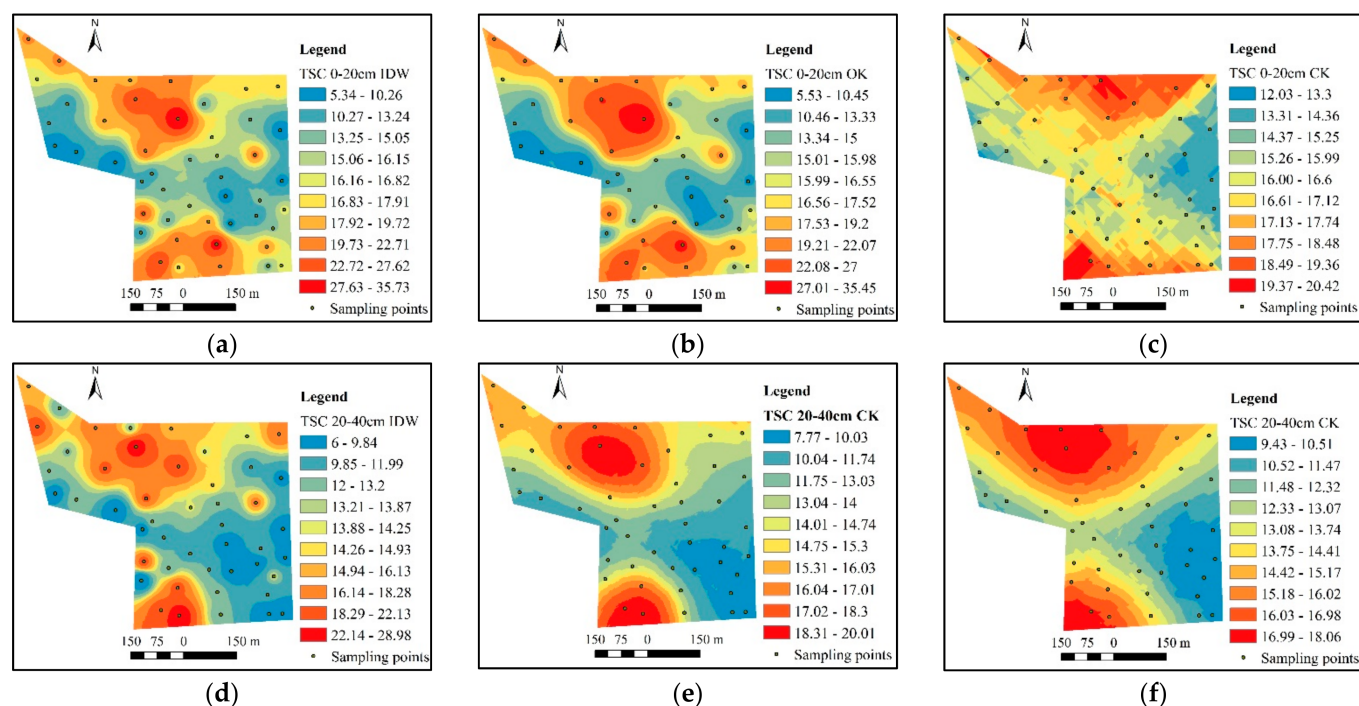 N
Legend
TSC 0-20cm IDW
5.34 - 10.26
10.27 - 13.24
13.25 - 15.05
15.06 - 16.15
16.16 - 16.82
16.83 - 17.91
17.92 - 19.72
19.73 - 22.71
22.72 - 27.62
27.63 - 35.73
Sampling points
150 75 0 150 m
(a)
N
Legend
TSC 0-20cm OK
5.53 - 10.45
10.46 - 13.33
13.34 - 15
15.01 - 15.98
15.99 - 16.55
16.56 - 17.52
17.53 - 19.2
19.21 - 22.07
22.08 - 27
27.01 - 35.45
Sampling points
150 75 0 150 m
(b)
N
Legend
TSC 0-20cm CK
12.03 - 13.3
13.31 - 14.36
14.37 - 15.25
15.26 - 15.99
16.00 - 16.6
16.61 - 17.12
17.13 - 17.74
17.75 - 18.48
18.49 - 19.36
19.37 - 20.42
Sampling points
150 75 0 150 m
(c)
N
Legend
TSC 20-40cm IDW
6 - 9.84
9.85 - 11.99
12 - 13.2
13.21 - 13.87
13.88 - 14.25
14.26 - 14.93
14.94 - 16.13
16.14 - 18.28
18.29 - 22.13
22.14 - 28.98
Sampling points
150 75 0 150 m
(d)
N
Legend
TSC 20-40cm CK
7.77 - 10.03
10.04 - 11.74
11.75 - 13.03
13.04 - 14
14.01 - 14.74
14.75 - 15.3
15.31 - 16.03
16.04 - 17.01
17.02 - 18.3
18.31 - 20.01
Sampling points
150 75 0 150 m
(e)
N
Legend
TSC 20-40cm CK
9.43 - 10.51
10.52 - 11.47
11.48 - 12.32
12.33 - 13.07
13.08 - 13.74
13.75 - 14.41
14.42 - 15.17
15.18 - 16.02
16.03 - 16.98
16.99 - 18.06
Sampling points
150 75 0 150 m
(f)